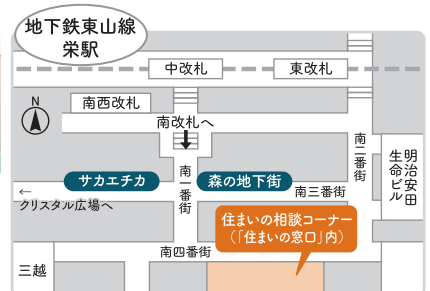 地下鉄東山線
栄駅
中改札
東改札
N
南西改札
南改札へ
南二番街
明治安田
生命ビル
サカエチカ
南一番街
森の地下街
南三番街
←
クリスタル広場へ
住まいの相談コーナー
(「住まいの窓口」内)
南四番街
三越